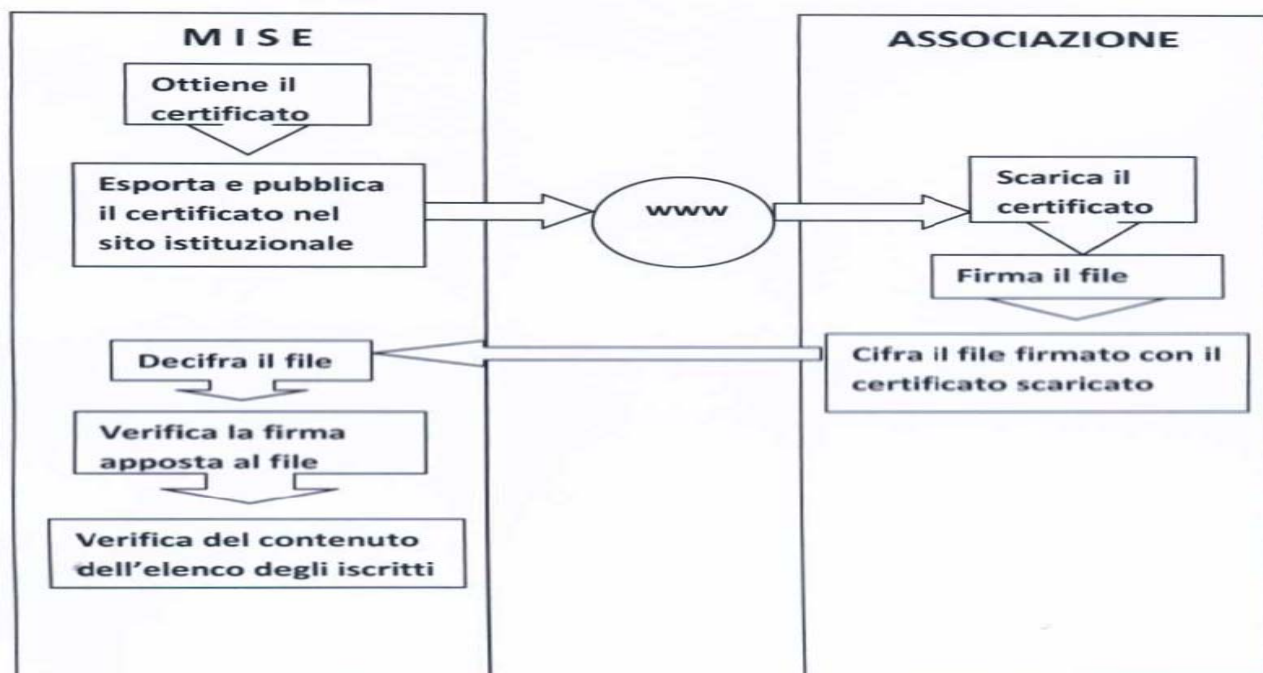 M I S E
Ottiene il
certificato
Esporta e pubblica
il certificato nel
sito istituzionale
www
ASSOCIAZIONE
Scarica il
certificato
Firma il file
Cifra il file firmato con il
certificato scaricato
Decifra il file
Verifica la firma
apposta al file
Verifica del contenuto
dell'elenco degli iscritti